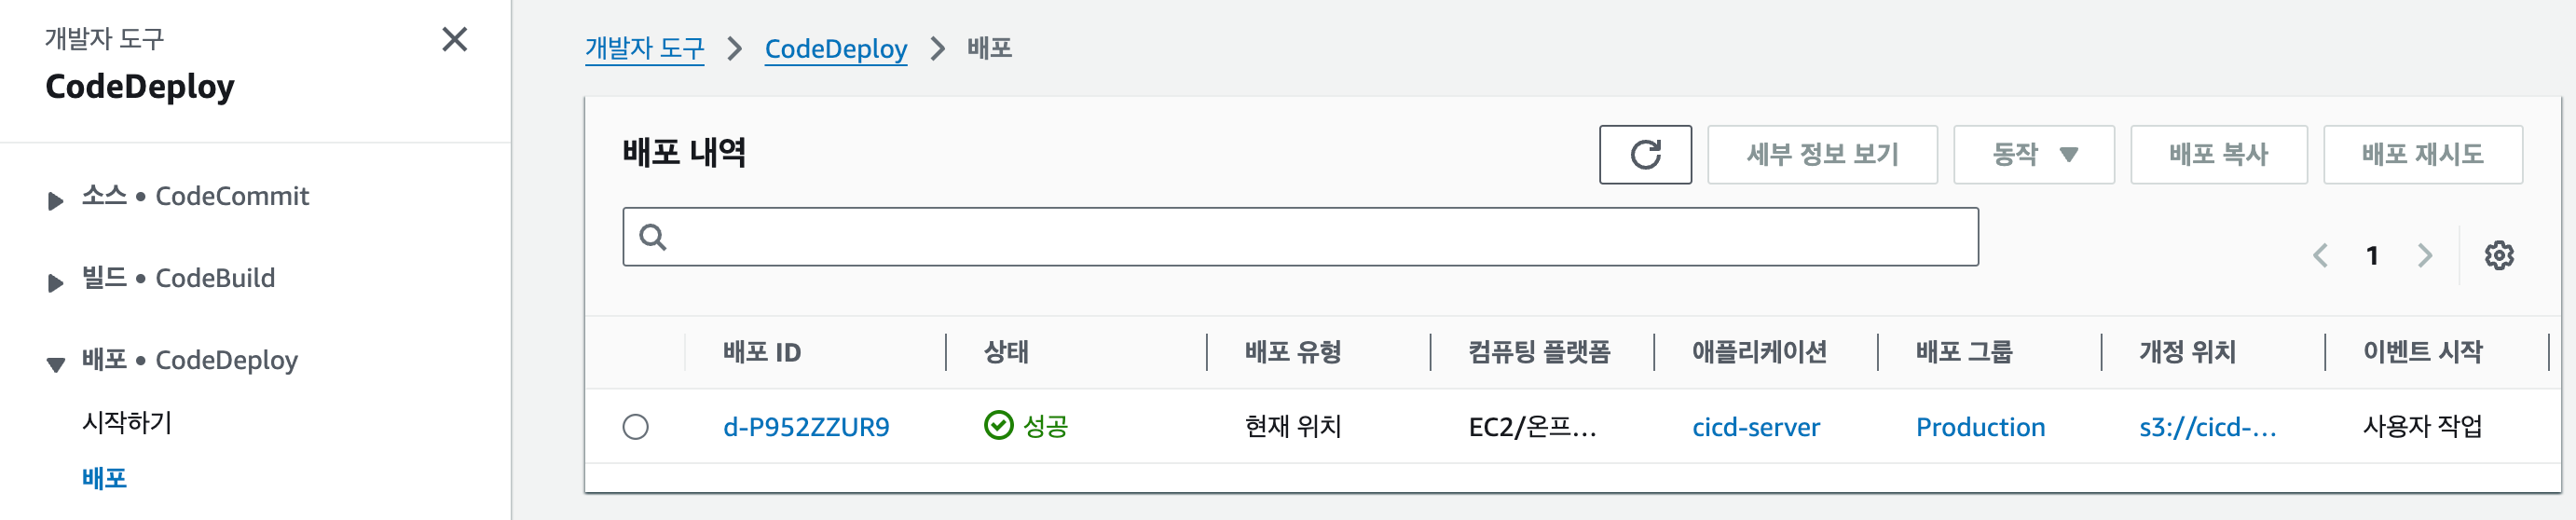 개발자 도구
CodeDeploy
소스 • CodeCommit
빌드 • CodeBuild
배포 • CodeDeploy
시작하기
배포
개발자 도구 > CodeDeploy > 배포
배포 내역
세부 정보 보기 동작 배포 복사 배포 재시도
1
배포 ID 상태 배포 유형 컴퓨팅 플랫폼 애플리케이션 배포 그룹 개정 위치 이벤트 시작
d-P952ZZUR9 성공 현재 위치 EC2/온프... cicd-server Production s3://cicd-... 사용자 작업